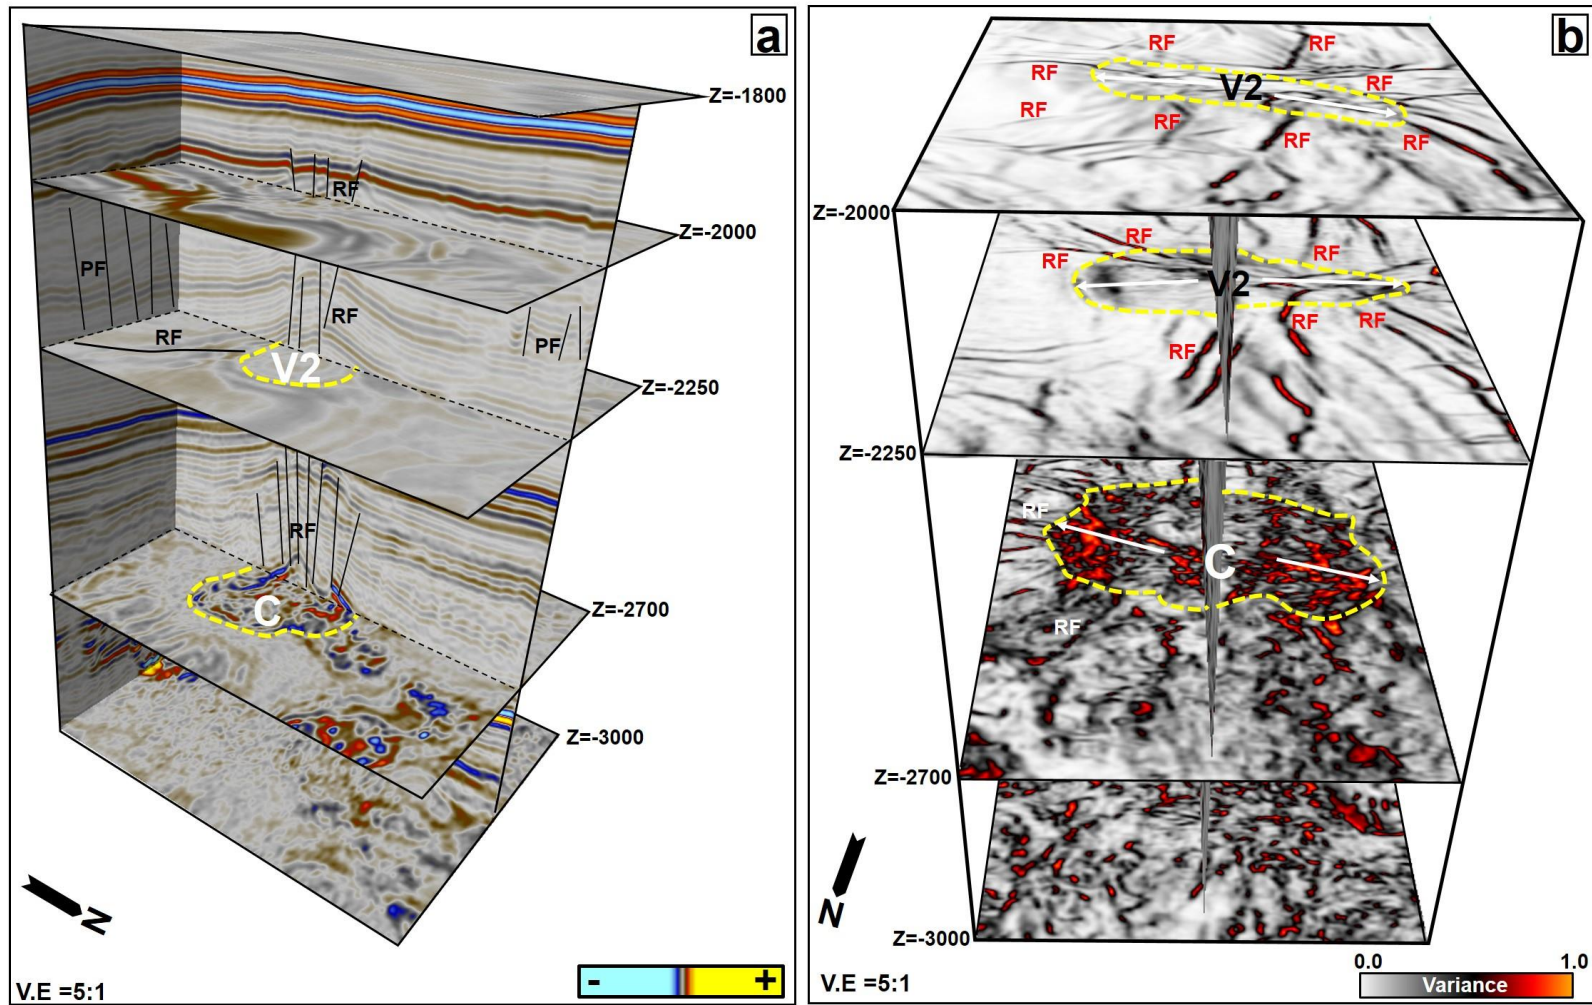 a
Z=-1800
RF
Z=-2000
PF
RF
RF
PF
V2
Z=-2250
RF
C
Z=-2700
Z=-3000
N
V.E =5:1
- +
b
RF
RF
RF
RF
V2
RF
RF
RF
RF
Z=-2000
RF
RF
RF
V2
RF
RF
RF
Z=-2250
RF
C
RF
Z=-2700
N
Z=-3000
V.E =5:1
0.0 1.0
Variance